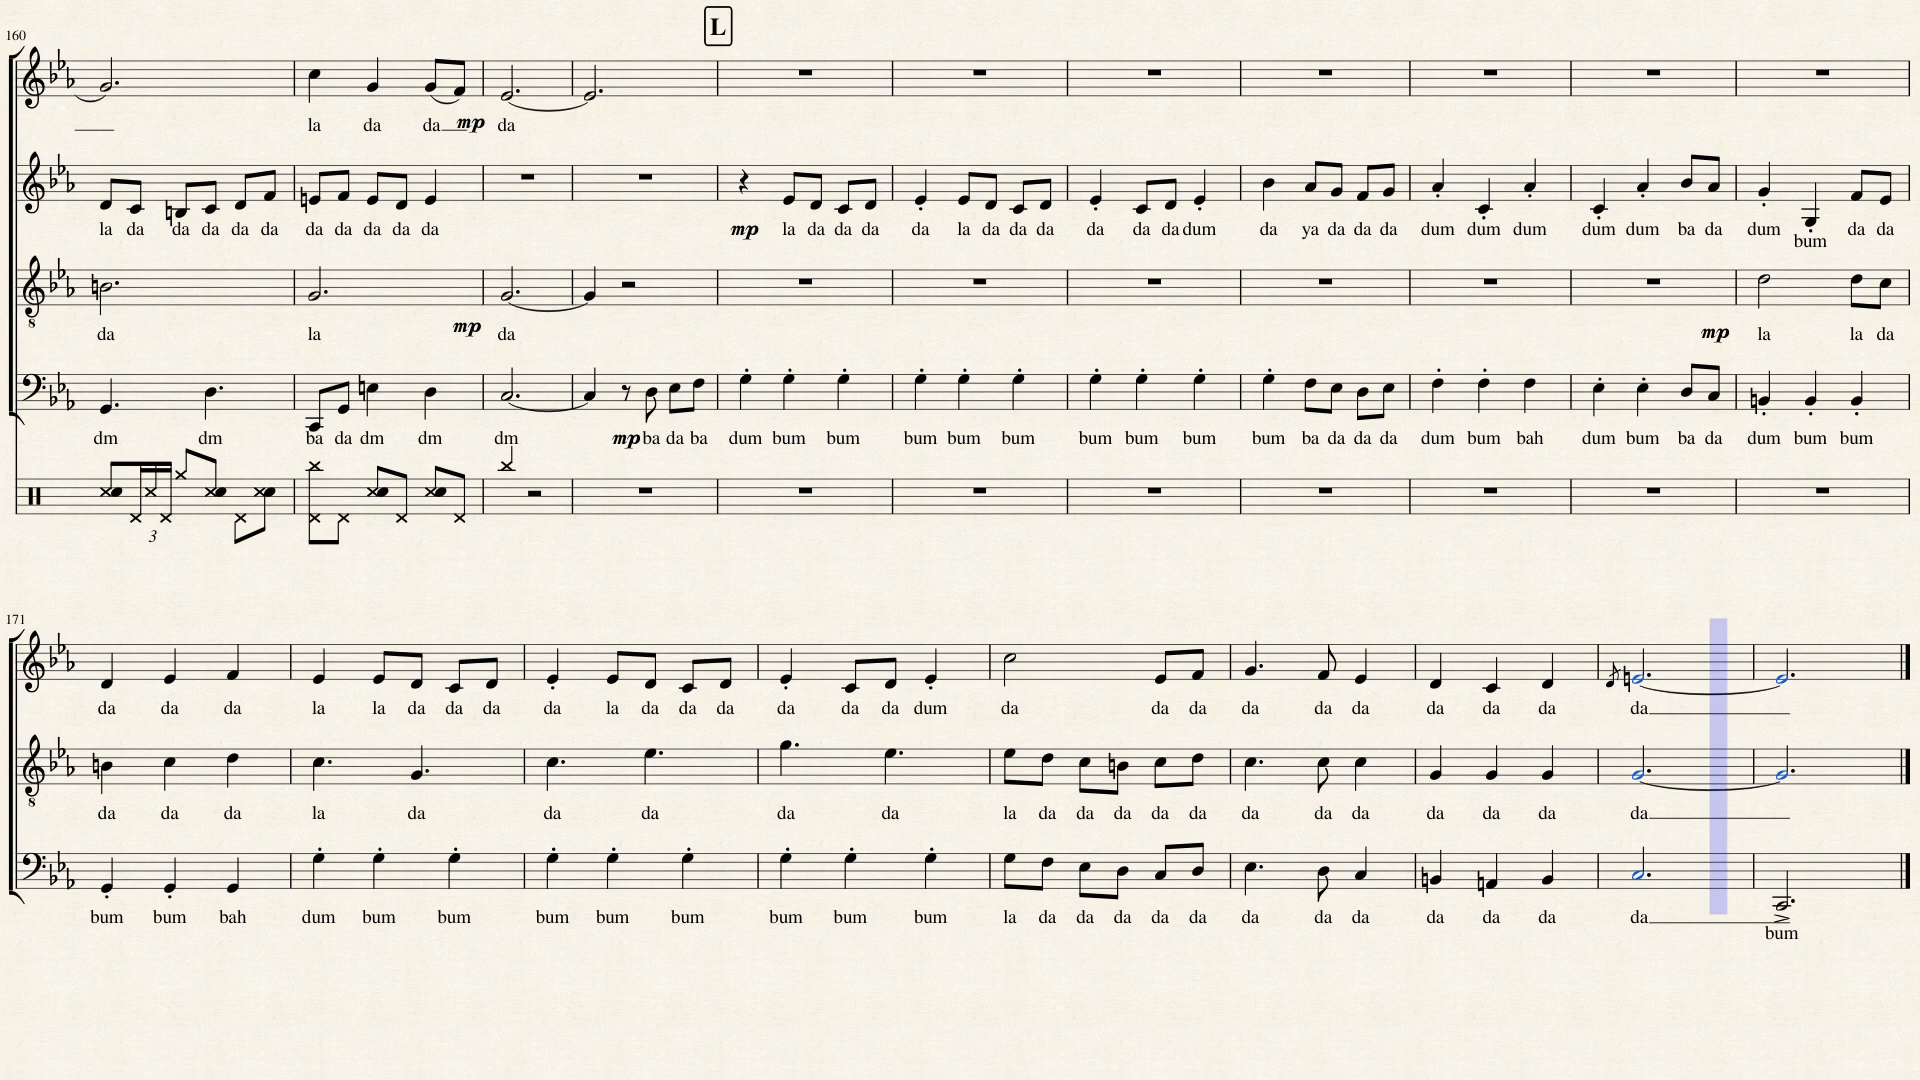 L
160
la da da da
mp
la da da da da da da da da da da la da da da da la da da da da da da dum da ya da da da dum dum dum dum dum ba da dum bum da da
mp
da la da la la da
mp mp
dm dm ba da dm dm dm ba da ba dum bum bum bum bum bum bum bum bum bum ba da da da dum bum bah dum bum ba da dum bum bum
mp
3
171
da da da la la da da da da la da da da da da da dum da da da da da da da da da da
da da da la da da da da da la da da da da da da da da da da da da
bum bum bah dum bum bum bum bum bum bum bum bum la da da da da da da da da da da da da bum